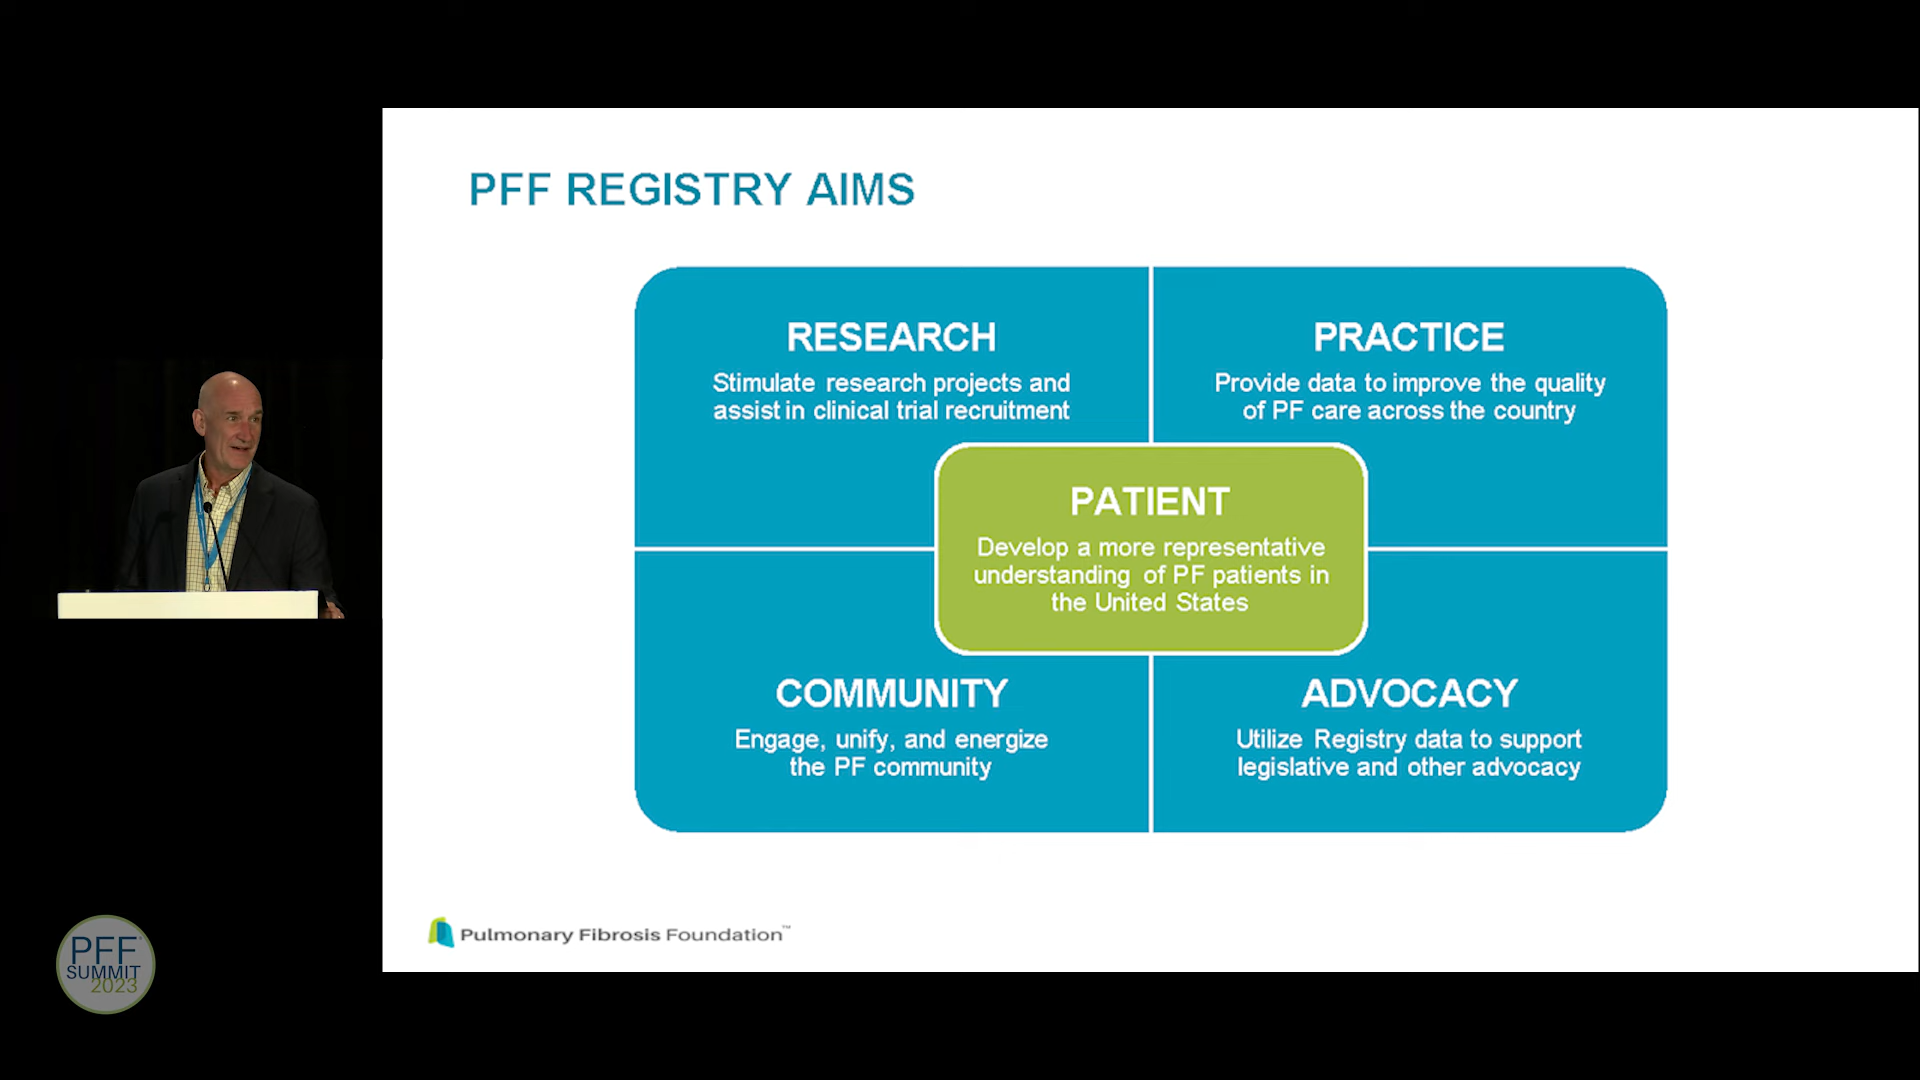 PFF REGISTRY AIMS
RESEARCH
Stimulate research projects and
assist in clinical trial recruitment
PRACTICE
Provide data to improve the quality
of PF care across the country
PATIENT
Develop a more representative
understanding of PF patients in
the United States
COMMUNITY
Engage, unify, and energize
the PF community
ADVOCACY
Utilize Registry data to support
legislative and other advocacy
Pulmonary Fibrosis Foundation™
PFF
SUMMIT
2023